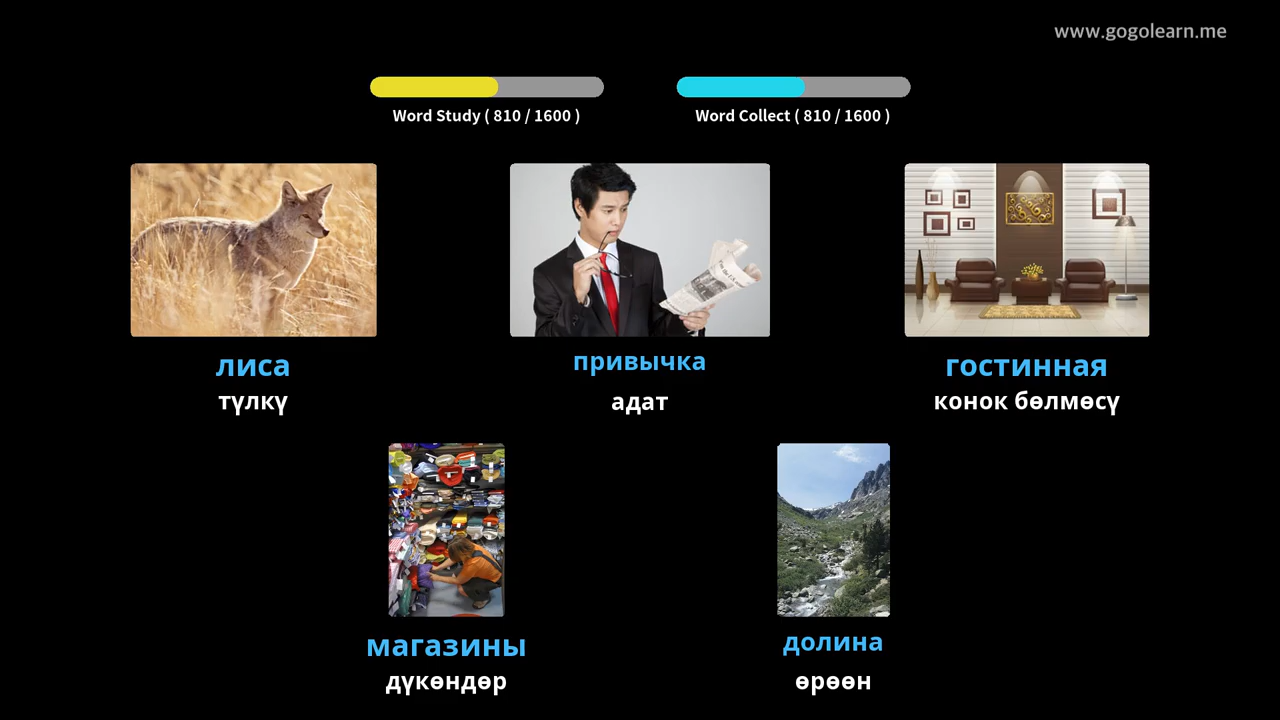 www.gogolearn.me
Word Study ( 810 / 1600 )
Word Collect ( 810 / 1600 )
лиса
түлкү
привычка
адат
гостинная
конок бөлмөсү
магазины
дүкөндөр
долина
өрөөн